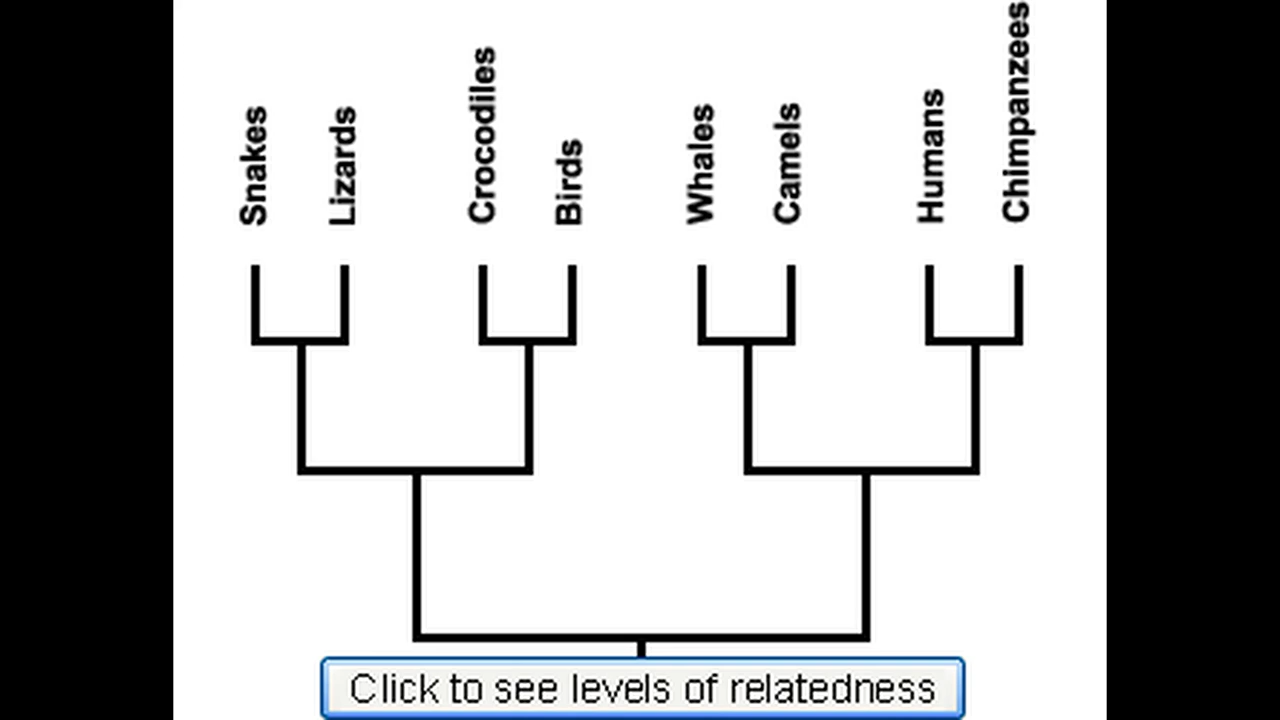 Snakes
Lizards
Crocodiles
Birds
Whales
Camels
Humans
Chimpanzees
Click to see levels of relatedness